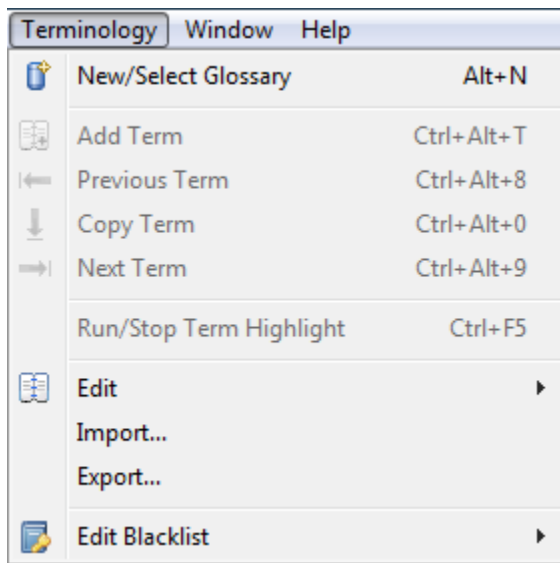 Terminology Window Help
New/Select Glossary Alt+N
Add Term Ctrl+Alt+T
Previous Term Ctrl+Alt+8
Copy Term Ctrl+Alt+0
Next Term Ctrl+Alt+9
Run/Stop Term Highlight Ctrl+F5
Edit
Import...
Export...
Edit Blacklist